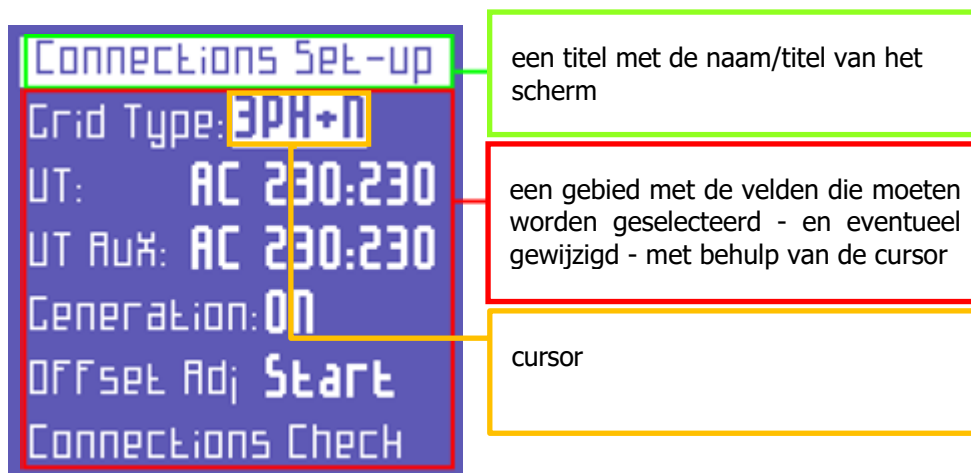 Connections Set-up
Grid Type: 3PH+N
UT: AC 230:230
UT Aux: AC 230:230
Generation: ON
Offset Adj Start
Connections Check
een titel met de naam/titel van het
scherm
een gebied met de velden die moeten
worden geselecteerd - en eventueel
gewijzigd - met behulp van de cursor
cursor